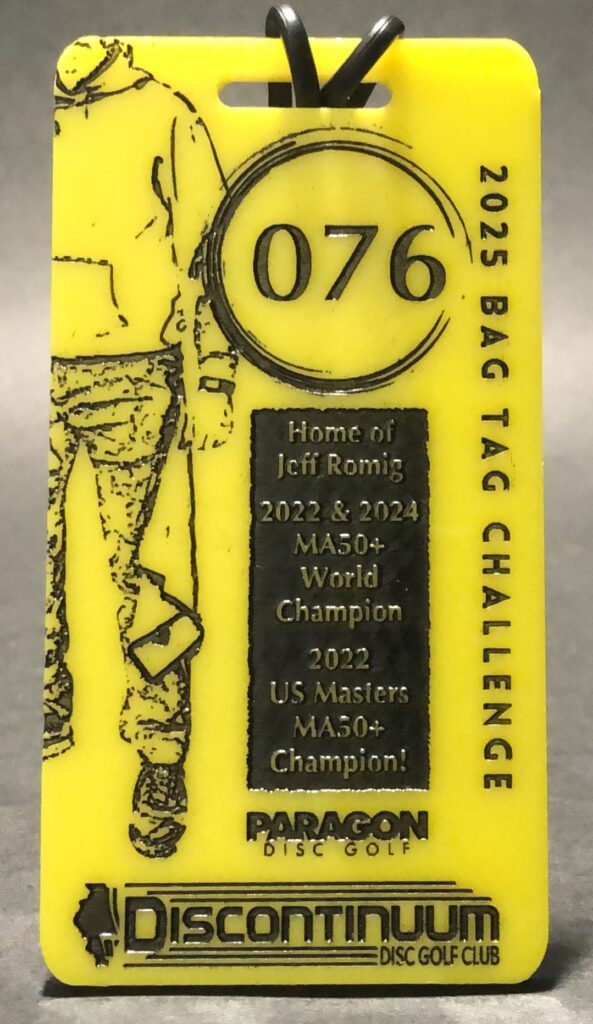 076
2025 BAG TAG CHALLENGE
Home of
Jeff Romig
2022 & 2024
MA50+
World
Champion
2022
US Masters
MA50+
Champion!
PARAGON
DISC GOLF
DISCONTINUUM
DISC GOLF CLUB